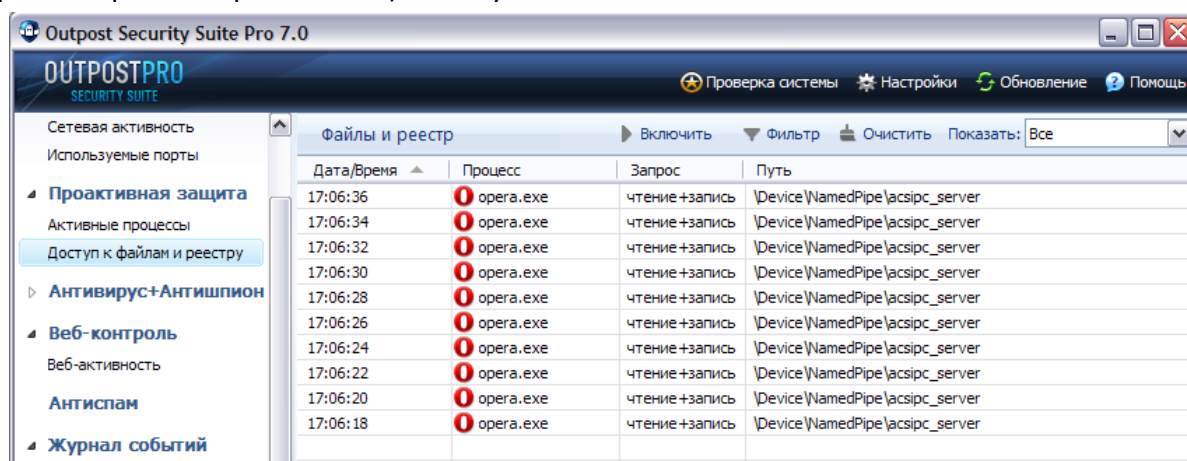 Outpost Security Suite Pro 7.0
OUTPOSTPRO
SECURITY SUITE
Проверка системы Настройки Обновление Помощь
Сетевая активность
Используемые порты
Проактивная защита
Активные процессы
Доступ к файлам и реестру
Антивирус+Антишпион
Веб-контроль
Веб-активность
Антиспам
Журнал событий
Файлы и реестр Включить Фильтр Очистить Показать: Все
Дата/Время Процесс Запрос Путь
17:06:36 opera.exe чтение+запись \Device\NamedPipe\acsipc_server
17:06:34 opera.exe чтение+запись \Device\NamedPipe\acsipc_server
17:06:32 opera.exe чтение+запись \Device\NamedPipe\acsipc_server
17:06:30 opera.exe чтение+запись \Device\NamedPipe\acsipc_server
17:06:28 opera.exe чтение+запись \Device\NamedPipe\acsipc_server
17:06:26 opera.exe чтение+запись \Device\NamedPipe\acsipc_server
17:06:24 opera.exe чтение+запись \Device\NamedPipe\acsipc_server
17:06:22 opera.exe чтение+запись \Device\NamedPipe\acsipc_server
17:06:20 opera.exe чтение+запись \Device\NamedPipe\acsipc_server
17:06:18 opera.exe чтение+запись \Device\NamedPipe\acsipc_server